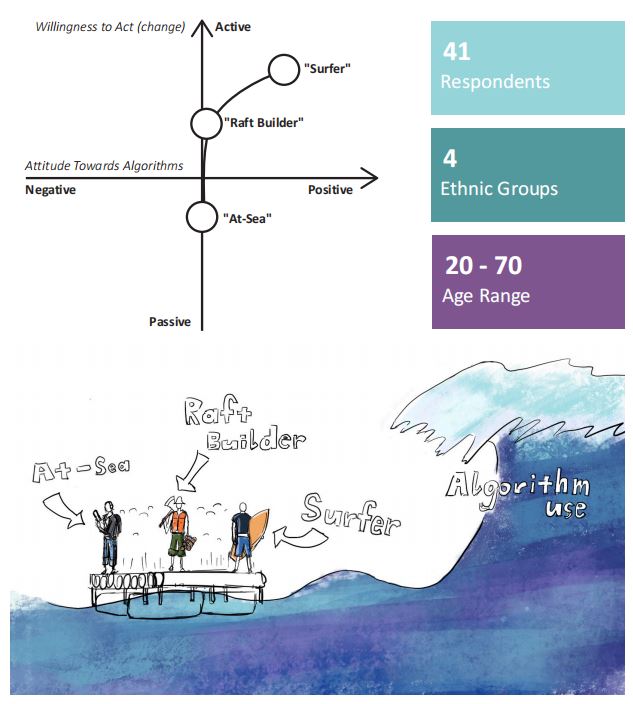 Willingness to Act (change)
Active
"Surfer"
"Raft Builder"
Attitude Towards Algorithms
Negative
Positive
"At-Sea"
Passive
41
Respondents
4
Ethnic Groups
20 - 70
Age Range
Raft
Builder
At-Sea
Surfer
Algorithm
use